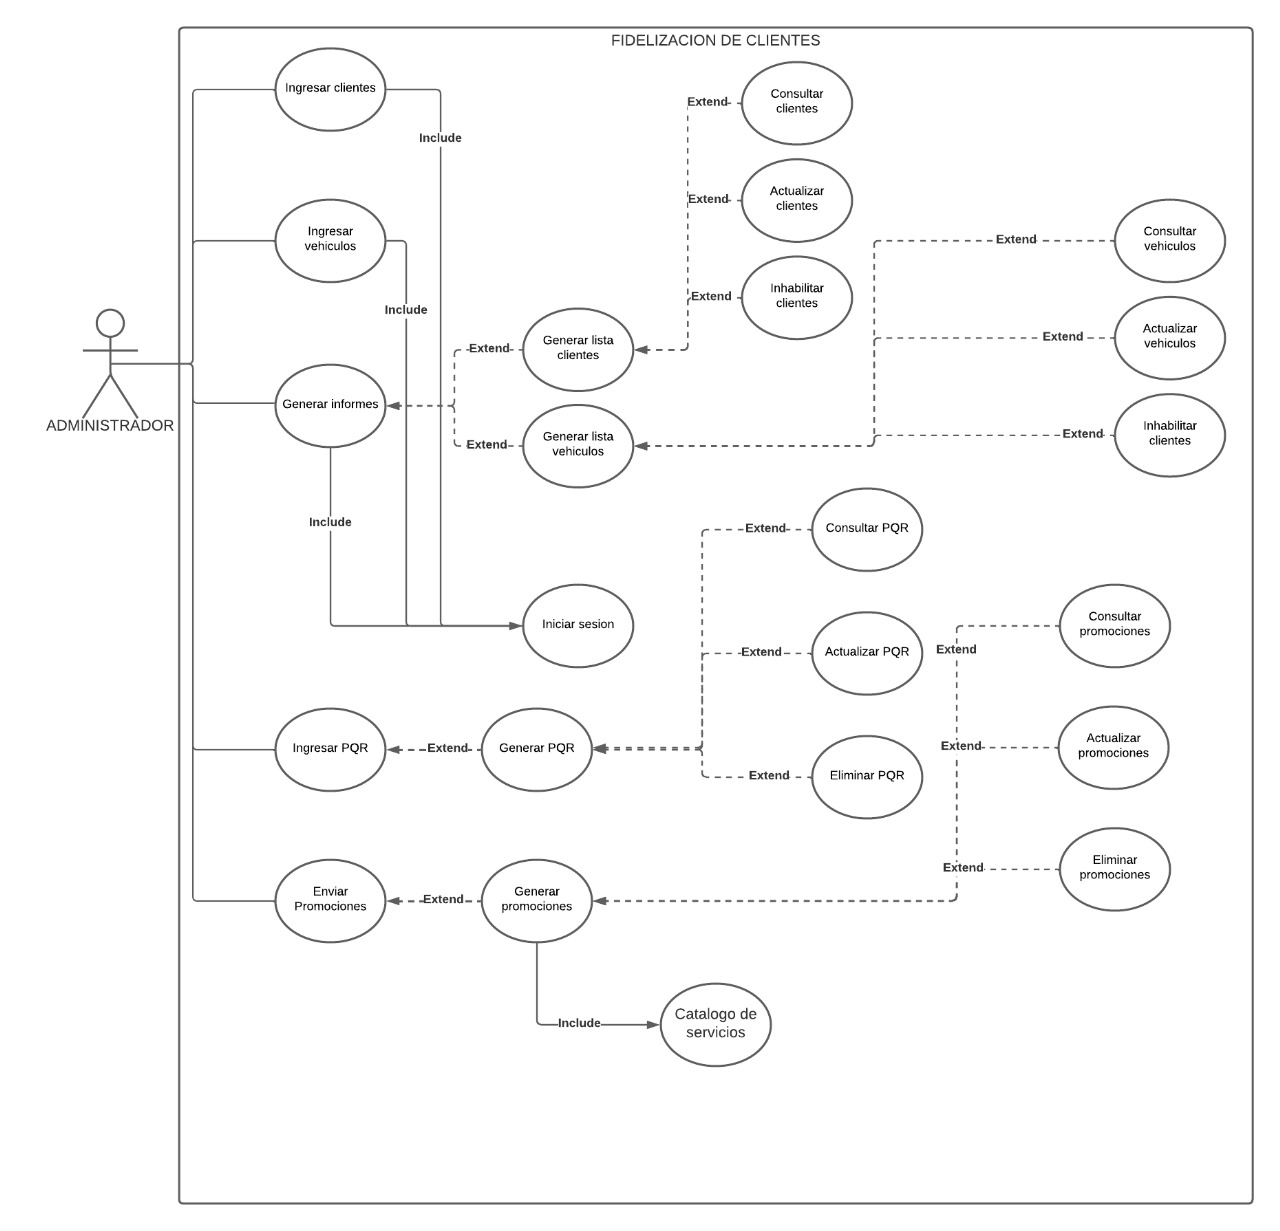 FIDELIZACION DE CLIENTES
Ingresar clientes
Include
Extend
Consultar
clientes
Extend
Actualizar
clientes
Ingresar
vehiculos
Extend
Consultar
vehiculos
Extend
Inhabilitar
clientes
Include
Extend
Generar lista
clientes
Extend
Actualizar
vehiculos
ADMINISTRADOR
Generar informes
Extend
Generar lista
vehiculos
Extend
Inhabilitar
clientes
Include
Extend
Consultar PQR
Iniciar sesion
Extend
Actualizar PQR
Extend
Consultar
promociones
Ingresar PQR
Extend
Generar PQR
Extend
Eliminar PQR
Extend
Actualizar
promociones
Enviar
Promociones
Extend
Generar
promociones
Extend
Eliminar
promociones
Include
Catalogo de
servicios